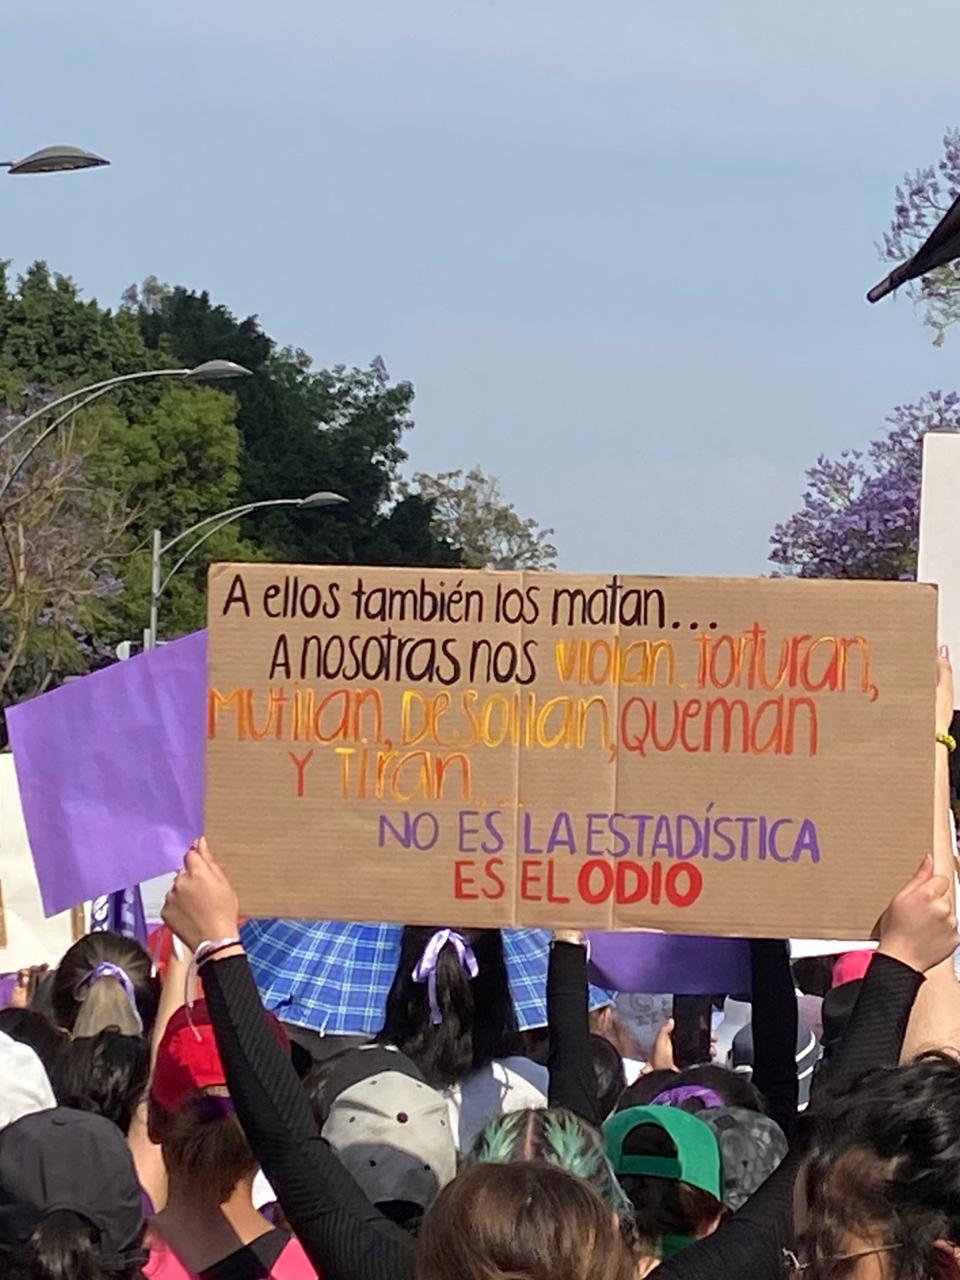 A ellos también los matan...
A nosotras nos violan, torturan,
Mutilan, Desollan, queman
Y Tiran...
NO ES LA ESTADÍSTICA
ES EL ODIO